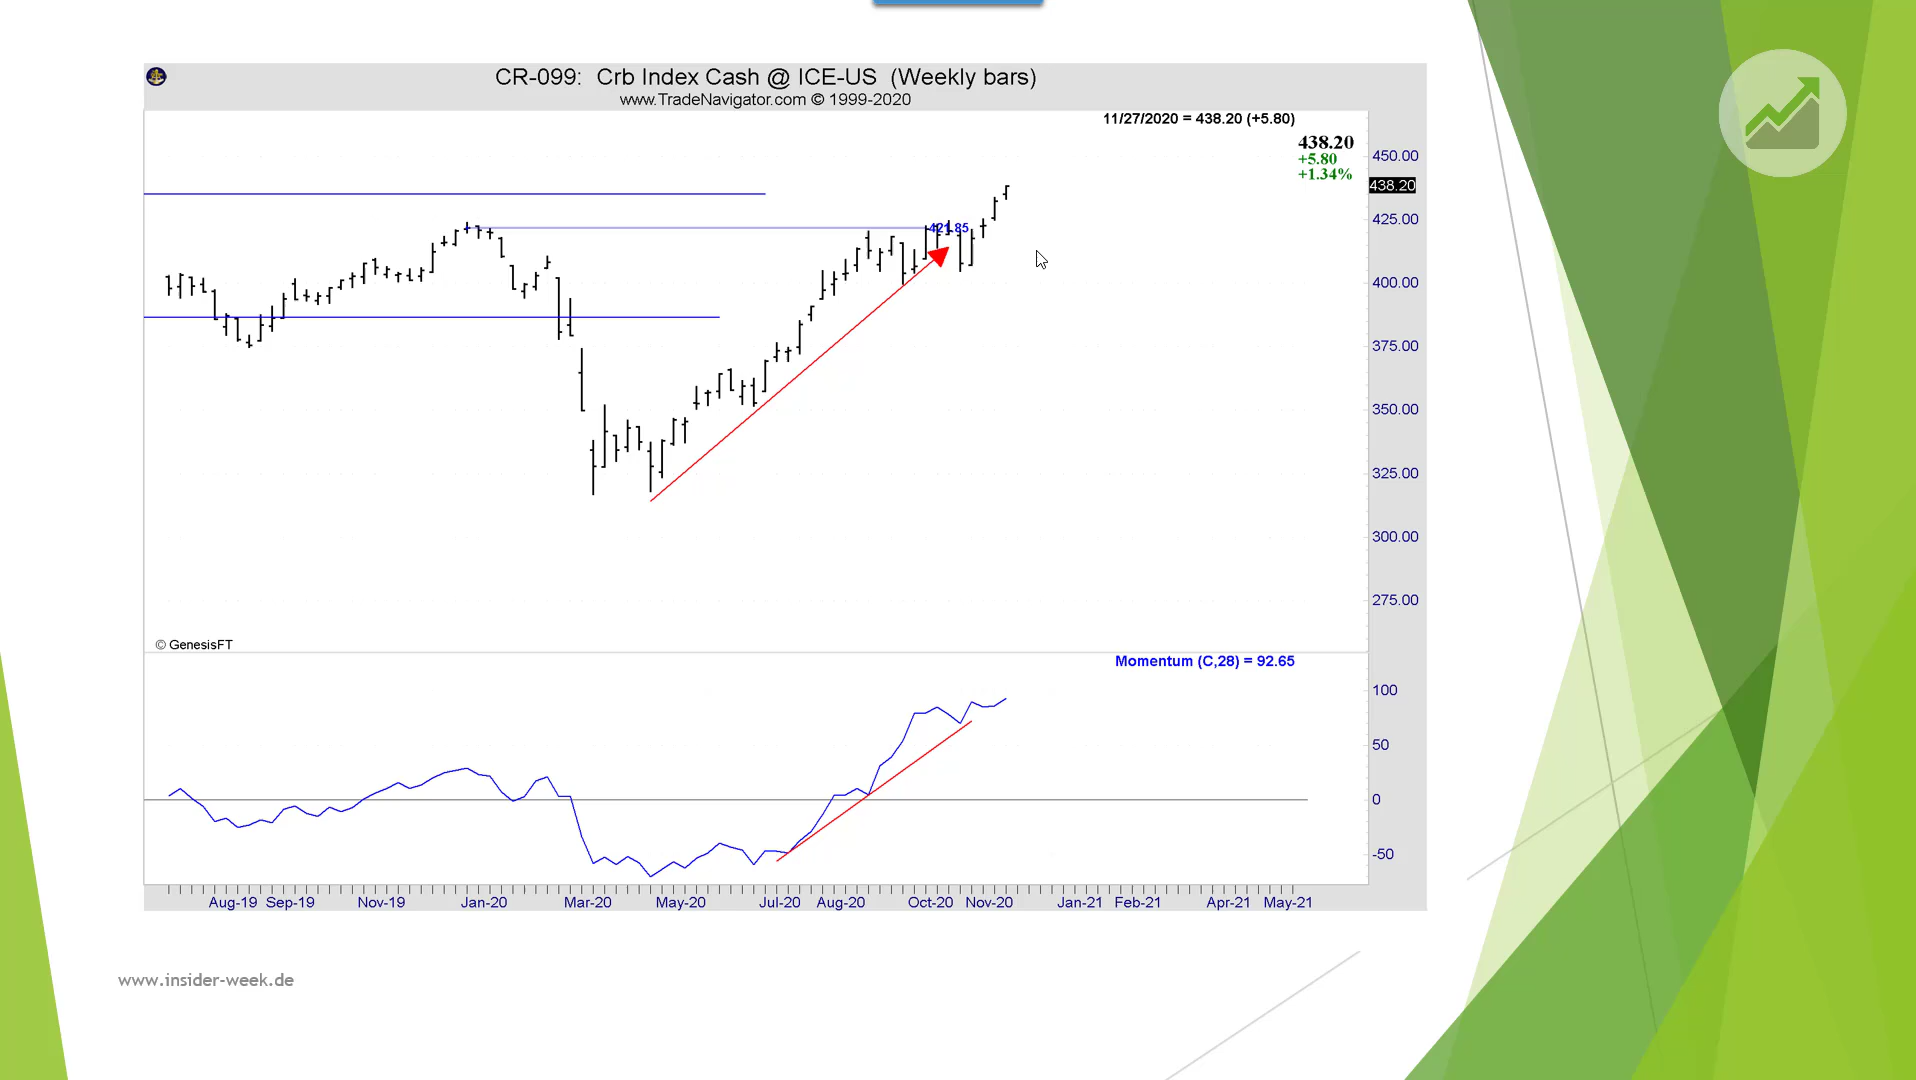 CR-099: Crb Index Cash @ ICE-US (Weekly bars)
www.TradeNavigator.com © 1999-2020
11/27/2020 = 438.20 (+5.80)
438.20
+5.80
+1.34%
450.00
438.20
425.00
421.85
400.00
375.00
350.00
325.00
300.00
275.00
© GenesisFT
Momentum (C,28) = 92.65
100
50
0
-50
Aug-19 Sep-19 Nov-19 Jan-20 Mar-20 May-20 Jul-20 Aug-20 Oct-20 Nov-20 Jan-21 Feb-21 Apr-21 May-21
www.insider-week.de